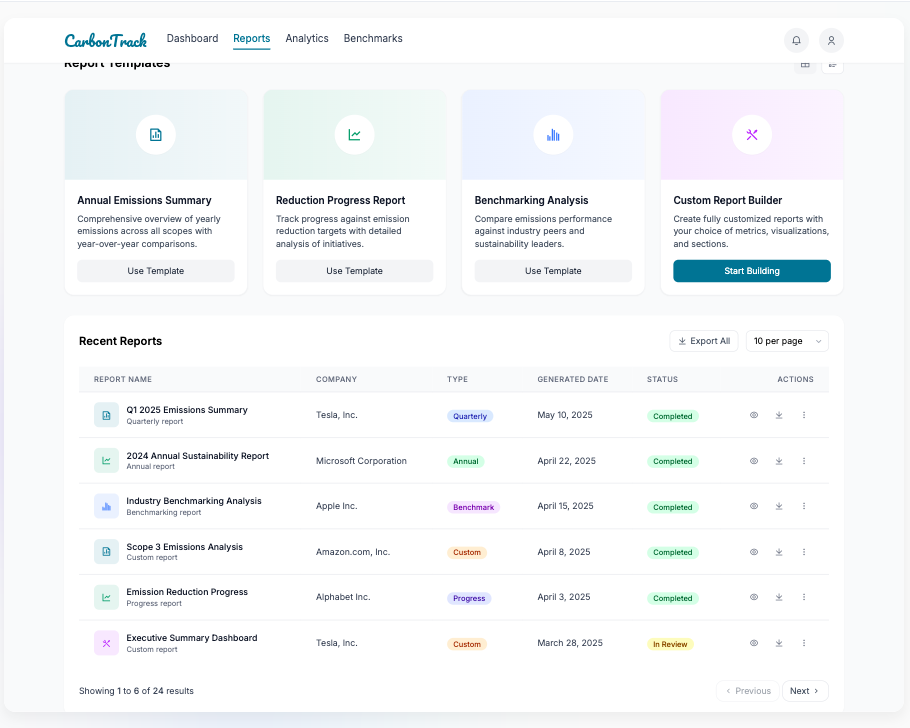 CarbonTrack
Dashboard
Reports
Analytics
Benchmarks
Report Templates
Annual Emissions Summary
Comprehensive overview of yearly
emissions across all scopes with
year-over-year comparisons.
Use Template
Reduction Progress Report
Track progress against emission
reduction targets with detailed
analysis of initiatives.
Use Template
Benchmarking Analysis
Compare emissions performance
against industry peers and
sustainability leaders.
Use Template
Custom Report Builder
Create fully customized reports with
your choice of metrics, visualizations,
and sections.
Start Building
Recent Reports
Export All
10 per page
REPORT NAME COMPANY TYPE GENERATED DATE STATUS ACTIONS
Q1 2025 Emissions Summary
Quarterly report
Tesla, Inc. Quarterly May 10, 2025 Completed
2024 Annual Sustainability Report
Annual report
Microsoft Corporation Annual April 22, 2025 Completed
Industry Benchmarking Analysis
Benchmarking report
Apple Inc. Benchmark April 15, 2025 Completed
Scope 3 Emissions Analysis
Custom report
Amazon.com, Inc. Custom April 8, 2025 Completed
Emission Reduction Progress
Progress report
Alphabet Inc. Progress April 3, 2025 Completed
Executive Summary Dashboard
Custom report
Tesla, Inc. Custom March 28, 2025 In Review
Showing 1 to 6 of 24 results
Previous
Next